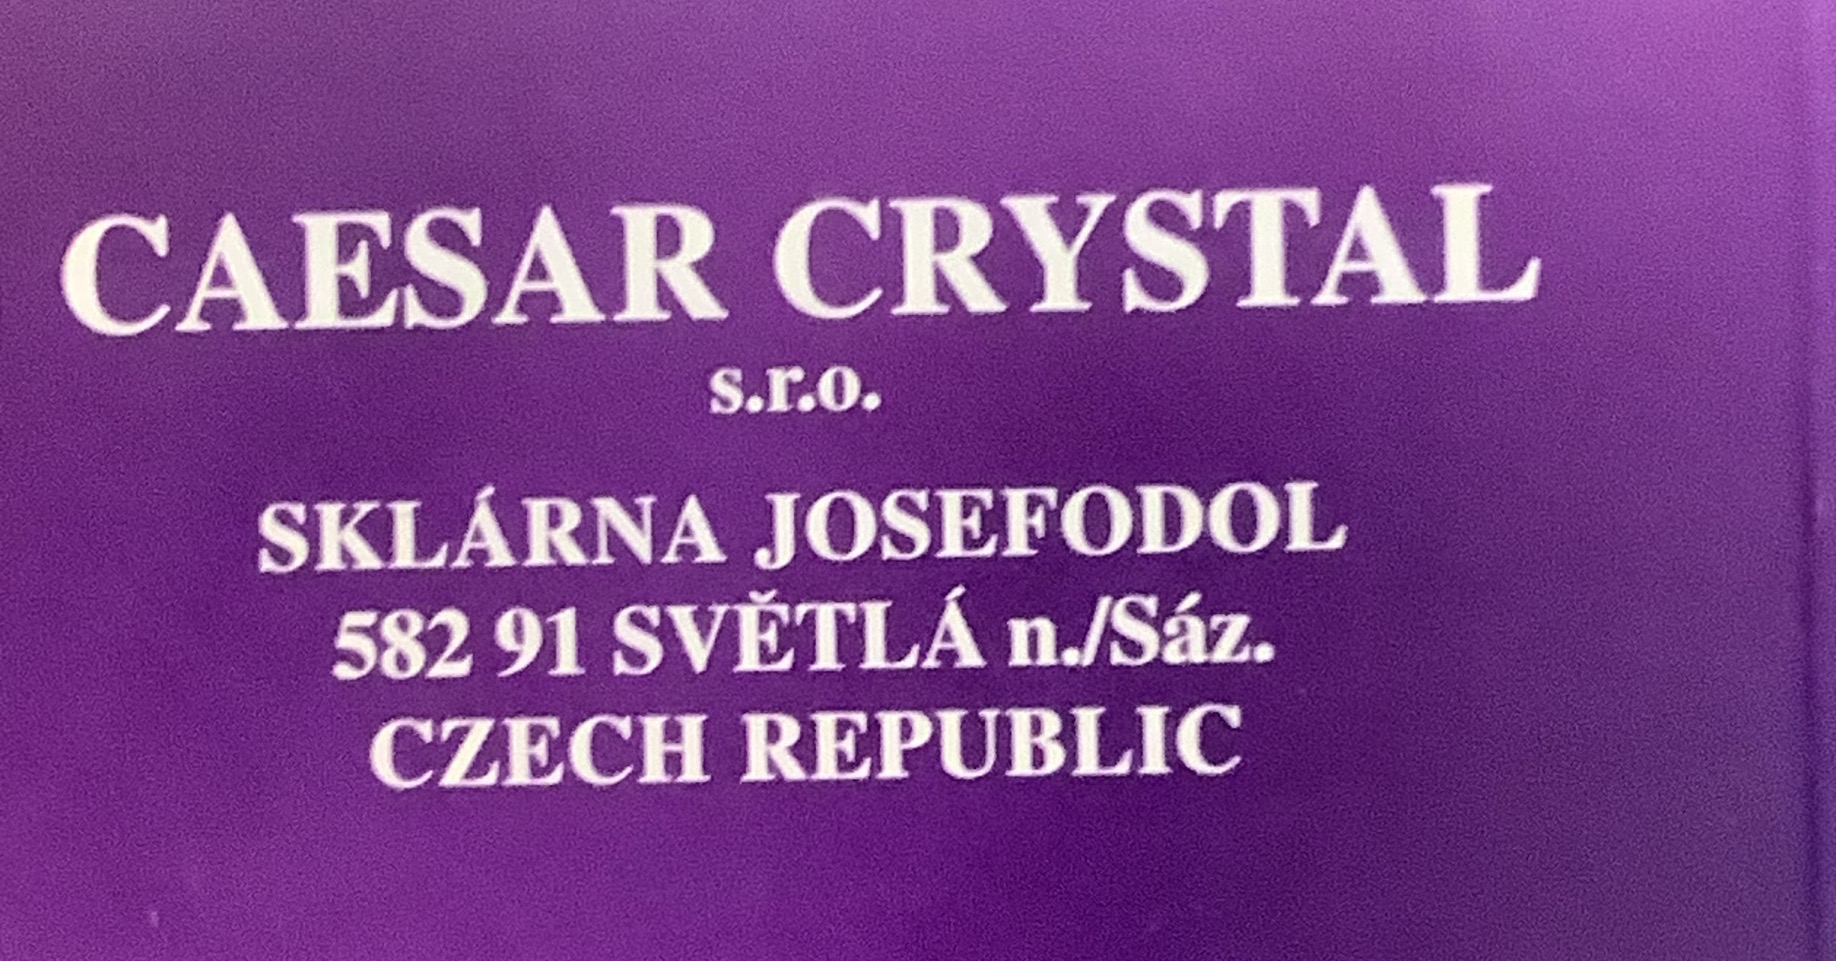 CAESAR CRYSTAL
s.r.o.
SKLÁRNA JOSEFODOL
582 91 SVĚTLÁ n./Sáz.
CZECH REPUBLIC